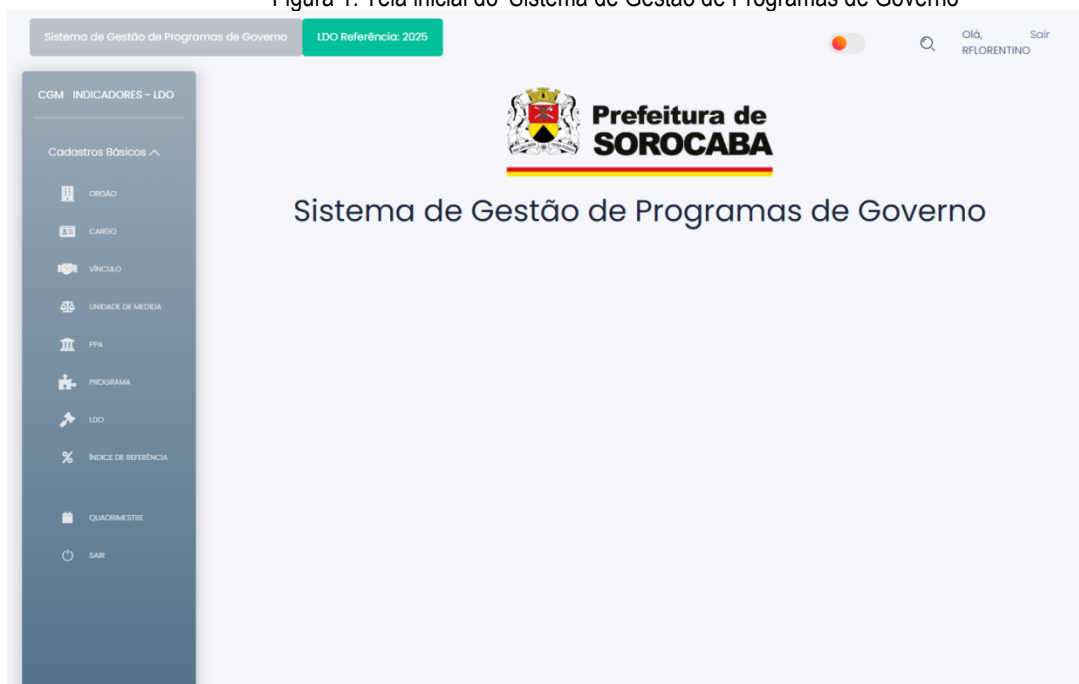 Figura 1: Tela inicial do Sistema de Gestão de Programas de Governo
Sistema de Gestão de Programas de Governo
LDO Referência: 2025
Olá,
RFLORENTINO
Sair
CGM INDICADORES - LDO
Cadastros Básicos
ORGÃO
CARGO
VÍNCULO
UNIDADE DE MEDIDA
PPA
PROGRAMA
LDO
ÍNDICE DE REFERÊNCIA
QUADRIMESTRE
SAIR
Prefeitura de
SOROCABA
Sistema de Gestão de Programas de Governo